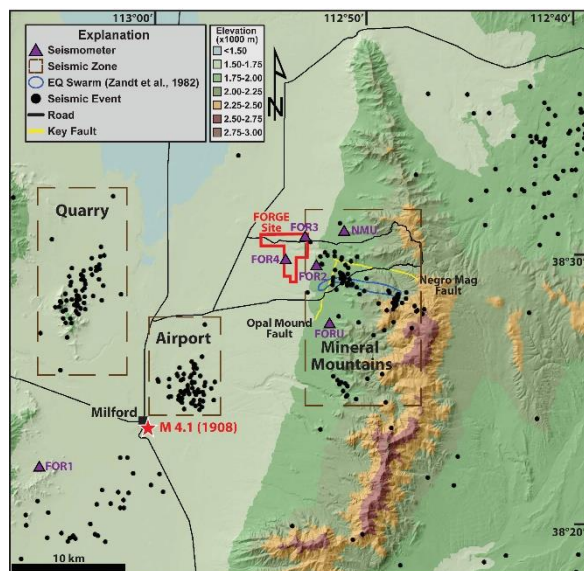 113°00'
112°50'
112°40'
Explanation
Seismometer
Seismic Zone
EQ Swarm (Zandt et al., 1982)
Seismic Event
Road
Key Fault
Elevation
(x1000 m)
<1.50
1.50-1.75
1.75-2.00
2.00-2.25
2.25-2.50
2.50-2.75
2.75-3.00
N
Quarry
FORGE
Site
FOR3
NMU
FOR4
FOR2
38°30'
Negro Mag
Fault
Opal Mound
Fault
FORU
Airport
Mineral
Mountains
Milford
M 4.1 (1908)
FOR1
38°20'
10 km